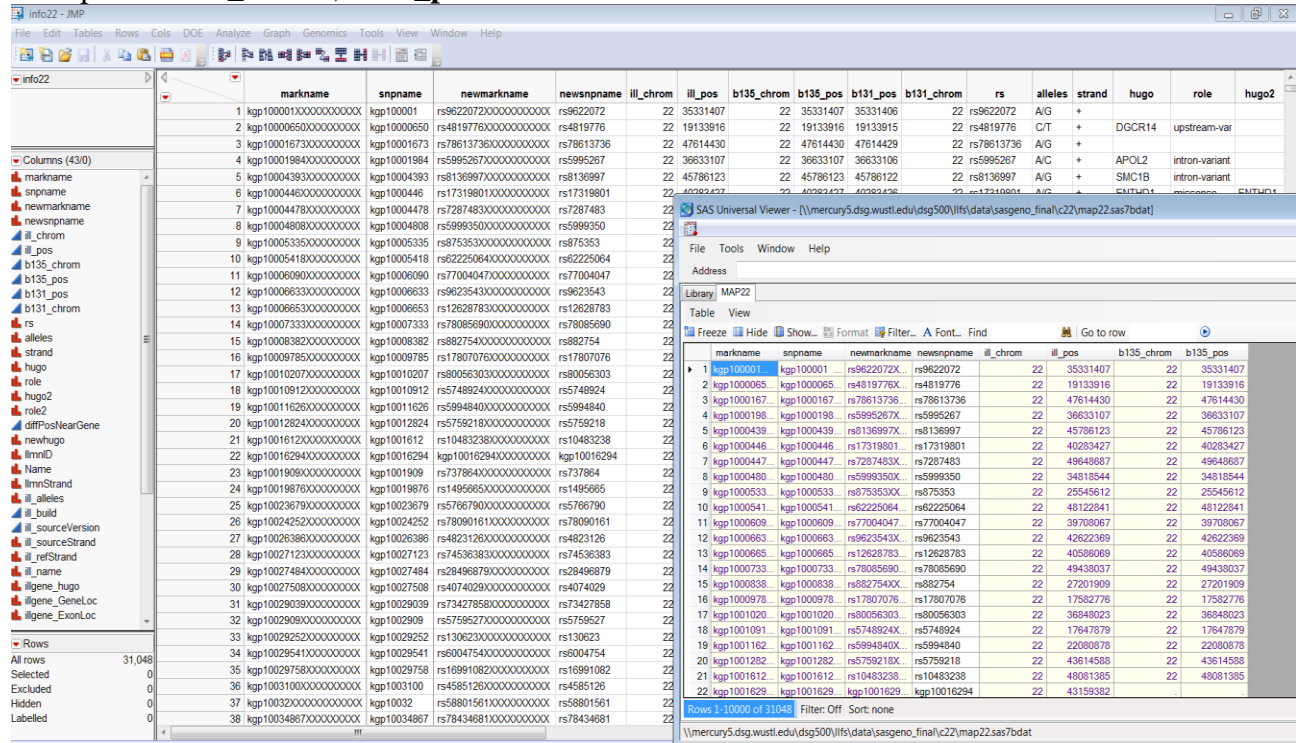 info22 - JMP
File Edit Tables Rows Cols DOE Analyze Graph Genomics Tools View Window Help
info22
Columns (43/0)
markname
snpname
newmarkname
newsnpname
ill_chrom
ill_pos
b135_chrom
b135_pos
b131_pos
b131_chrom
rs
alleles
strand
hugo
role
hugo2
role2
diffPosNearGene
newhugo
IlmnID
Name
IlmnStrand
ill_alleles
ill_build
ill_sourceVersion
ill_sourceStrand
ill_refStrand
ill_name
illgene_hugo
illgene_GeneLoc
illgene_ExonLoc
Rows
All rows 31,048
Selected 0
Excluded 0
Hidden 0
Labelled 0
markname snpname newmarkname newsnpname ill_chrom ill_pos b135_chrom b135_pos b131_pos b131_chrom rs alleles strand hugo role hugo2
1 kgp100001XXXXXXXXXXX kgp100001 rs9622072XXXXXXXXXXX rs9622072 22 35331407 22 35331407 35331406 22 rs9622072 A/G +
2 kgp10000650XXXXXXXXX kgp10000650 rs4819776XXXXXXXXXXX rs4819776 22 19133916 22 19133916 19133915 22 rs4819776 C/T + DGCR14 upstream-var
3 kgp10001673XXXXXXXXX kgp10001673 rs78613736XXXXXXXXXX rs78613736 22 47614430 22 47614430 47614429 22 rs78613736 A/G +
4 kgp10001984XXXXXXXXX kgp10001984 rs5995267XXXXXXXXXXX rs5995267 22 36633107 22 36633107 36633106 22 rs5995267 A/C + APOL2 intron-variant
5 kgp10004393XXXXXXXXX kgp10004393 rs8136997XXXXXXXXXXX rs8136997 22 45786123 22 45786123 45786122 22 rs8136997 A/G + SMC1B intron-variant
6 kgp1000446XXXXXXXXXX kgp1000446 rs17319801XXXXXXXXXX rs17319801 22 40283427 22 40283427 40283426 22 rs17319801 A/G + ENTHD1 missense ENTHD1
7 kgp10004478XXXXXXXXX kgp10004478 rs7287483XXXXXXXXXXX rs7287483 22
8 kgp10004808XXXXXXXXX kgp10004808 rs5999350XXXXXXXXXXX rs5999350 22
9 kgp10005335XXXXXXXXX kgp10005335 rs875353XXXXXXXXXXXX rs875353 22
10 kgp10005418XXXXXXXXX kgp10005418 rs62225064XXXXXXXXXX rs62225064 22
11 kgp10006090XXXXXXXXX kgp10006090 rs77004047XXXXXXXXXX rs77004047 22
12 kgp10006633XXXXXXXXX kgp10006633 rs9623543XXXXXXXXXXX rs9623543 22
13 kgp10006653XXXXXXXXX kgp10006653 rs12628783XXXXXXXXXX rs12628783 22
14 kgp10007333XXXXXXXXX kgp10007333 rs78085690XXXXXXXXXX rs78085690 22
15 kgp10008382XXXXXXXXX kgp10008382 rs882754XXXXXXXXXXXX rs882754 22
16 kgp10009785XXXXXXXXX kgp10009785 rs17807076XXXXXXXXXX rs17807076 22
17 kgp10010207XXXXXXXXX kgp10010207 rs80056303XXXXXXXXXX rs80056303 22
18 kgp10010912XXXXXXXXX kgp10010912 rs5748924XXXXXXXXXXX rs5748924 22
19 kgp10011626XXXXXXXXX kgp10011626 rs5994840XXXXXXXXXXX rs5994840 22
20 kgp10012824XXXXXXXXX kgp10012824 rs5759218XXXXXXXXXXX rs5759218 22
21 kgp1001612XXXXXXXXXX kgp1001612 rs10483238XXXXXXXXXX rs10483238 22
22 kgp10016294XXXXXXXXX kgp10016294 kgp10016294XXXXXXXXX kgp10016294 22
23 kgp1001909XXXXXXXXXX kgp1001909 rs737864XXXXXXXXXXXX rs737864 22
24 kgp10019876XXXXXXXXX kgp10019876 rs1495665XXXXXXXXXXX rs1495665 22
25 kgp10023679XXXXXXXXX kgp10023679 rs5766790XXXXXXXXXXX rs5766790 22
26 kgp10024252XXXXXXXXX kgp10024252 rs78090161XXXXXXXXXX rs78090161 22
27 kgp10026386XXXXXXXXX kgp10026386 rs4823126XXXXXXXXXXX rs4823126 22
28 kgp10027123XXXXXXXXX kgp10027123 rs74536383XXXXXXXXXX rs74536383 22
29 kgp10027484XXXXXXXXX kgp10027484 rs28496879XXXXXXXXXX rs28496879 22
30 kgp10027508XXXXXXXXX kgp10027508 rs4074029XXXXXXXXXXX rs4074029 22
31 kgp10029039XXXXXXXXX kgp10029039 rs73427858XXXXXXXXXX rs73427858 22
32 kgp1002909XXXXXXXXXX kgp1002909 rs5759527XXXXXXXXXXX rs5759527 22
33 kgp10029252XXXXXXXXX kgp10029252 rs130623XXXXXXXXXXXX rs130623 22
34 kgp10029541XXXXXXXXX kgp10029541 rs6004754XXXXXXXXXXX rs6004754 22
35 kgp10029758XXXXXXXXX kgp10029758 rs16991082XXXXXXXXXX rs16991082 22
36 kgp1003100XXXXXXXXXX kgp1003100 rs4585126XXXXXXXXXXX rs4585126 22
37 kgp10032XXXXXXXXXXXX kgp10032 rs58801561XXXXXXXXXX rs58801561 22
38 kgp10034867XXXXXXXXX kgp10034867 rs78434681XXXXXXXXXX rs78434681 22
SAS Universal Viewer - [\\mercury5.dsg.wustl.edu\dsg500\llfs\data\sasgeno_final\c22\map22.sas7bdat]
File Tools Window Help
Address
Library MAP22
Table View
Freeze Hide Show... Format Filter... A Font... Find Go to row
markname snpname newmarkname newsnpname ill_chrom ill_pos b135_chrom b135_pos
1 kgp100001... kgp100001 ... rs9622072X... rs9622072 22 35331407 22 35331407
2 kgp1000065... kgp1000065... rs4819776X... rs4819776 22 19133916 22 19133916
3 kgp1000167... kgp1000167... rs78613736... rs78613736 22 47614430 22 47614430
4 kgp1000198... kgp1000198... rs5995267X... rs5995267 22 36633107 22 36633107
5 kgp1000439... kgp1000439... rs8136997X... rs8136997 22 45786123 22 45786123
6 kgp1000446... kgp1000446... rs17319801... rs17319801 22 40283427 22 40283427
7 kgp1000447... kgp1000447... rs7287483X... rs7287483 22 49648687 22 49648687
8 kgp1000480... kgp1000480... rs5999350X... rs5999350 22 34818544 22 34818544
9 kgp1000533... kgp1000533... rs875353XX... rs875353 22 25545612 22 25545612
10 kgp1000541... kgp1000541... rs62225064... rs62225064 22 48122841 22 48122841
11 kgp1000609... kgp1000609... rs77004047... rs77004047 22 39708067 22 39708067
12 kgp1000663... kgp1000663... rs9623543X... rs9623543 22 42622369 22 42622369
13 kgp1000665... kgp1000665... rs12628783... rs12628783 22 40586069 22 40586069
14 kgp1000733... kgp1000733... rs78085690... rs78085690 22 49438037 22 49438037
15 kgp1000838... kgp1000838... rs882754XX... rs882754 22 27201909 22 27201909
16 kgp1000978... kgp1000978... rs17807076... rs17807076 22 17582776 22 17582776
17 kgp1001020... kgp1001020... rs80056303... rs80056303 22 36848023 22 36848023
18 kgp1001091... kgp1001091... rs5748924X... rs5748924 22 17647879 22 17647879
19 kgp1001162... kgp1001162... rs5994840X... rs5994840 22 22080878 22 22080878
20 kgp1001282... kgp1001282... rs5759218X... rs5759218 22 43614588 22 43614588
21 kgp1001612... kgp1001612... rs10483238... rs10483238 22 48081385 22 48081385
22 kgp1001629... kgp1001629... kgp1001629... kgp10016294 22 43159382 . .
Rows 1-10000 of 31048 Filter: Off Sort: none
\\mercury5.dsg.wustl.edu\dsg500\llfs\data\sasgeno_final\c22\map22.sas7bdat